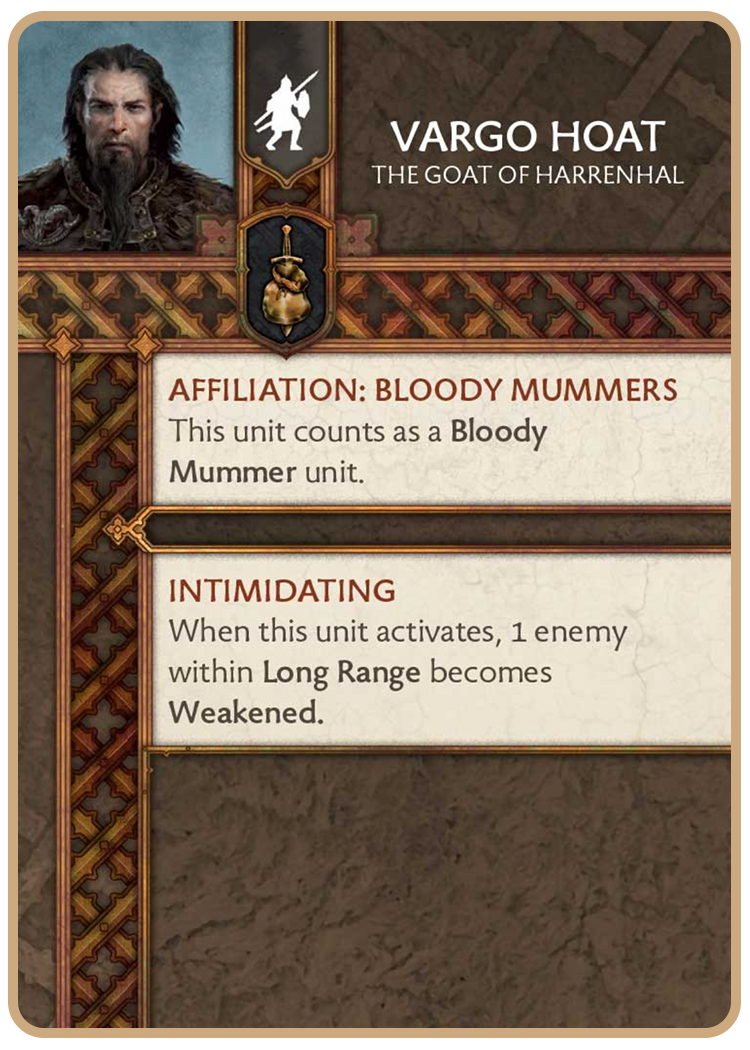 VARGO HOAT
THE GOAT OF HARRENHAL
AFFILIATION: BLOODY MUMMERS
This unit counts as a Bloody
Mummer unit.
INTIMIDATING
When this unit activates, 1 enemy
within Long Range becomes
Weakened.